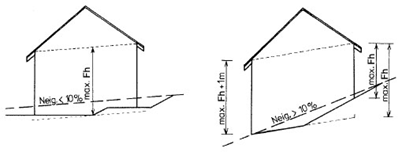 max. Fh
Neig. < 10%
max. Fh + 1m
Neig. > 10%
max. Fh
max. Fh